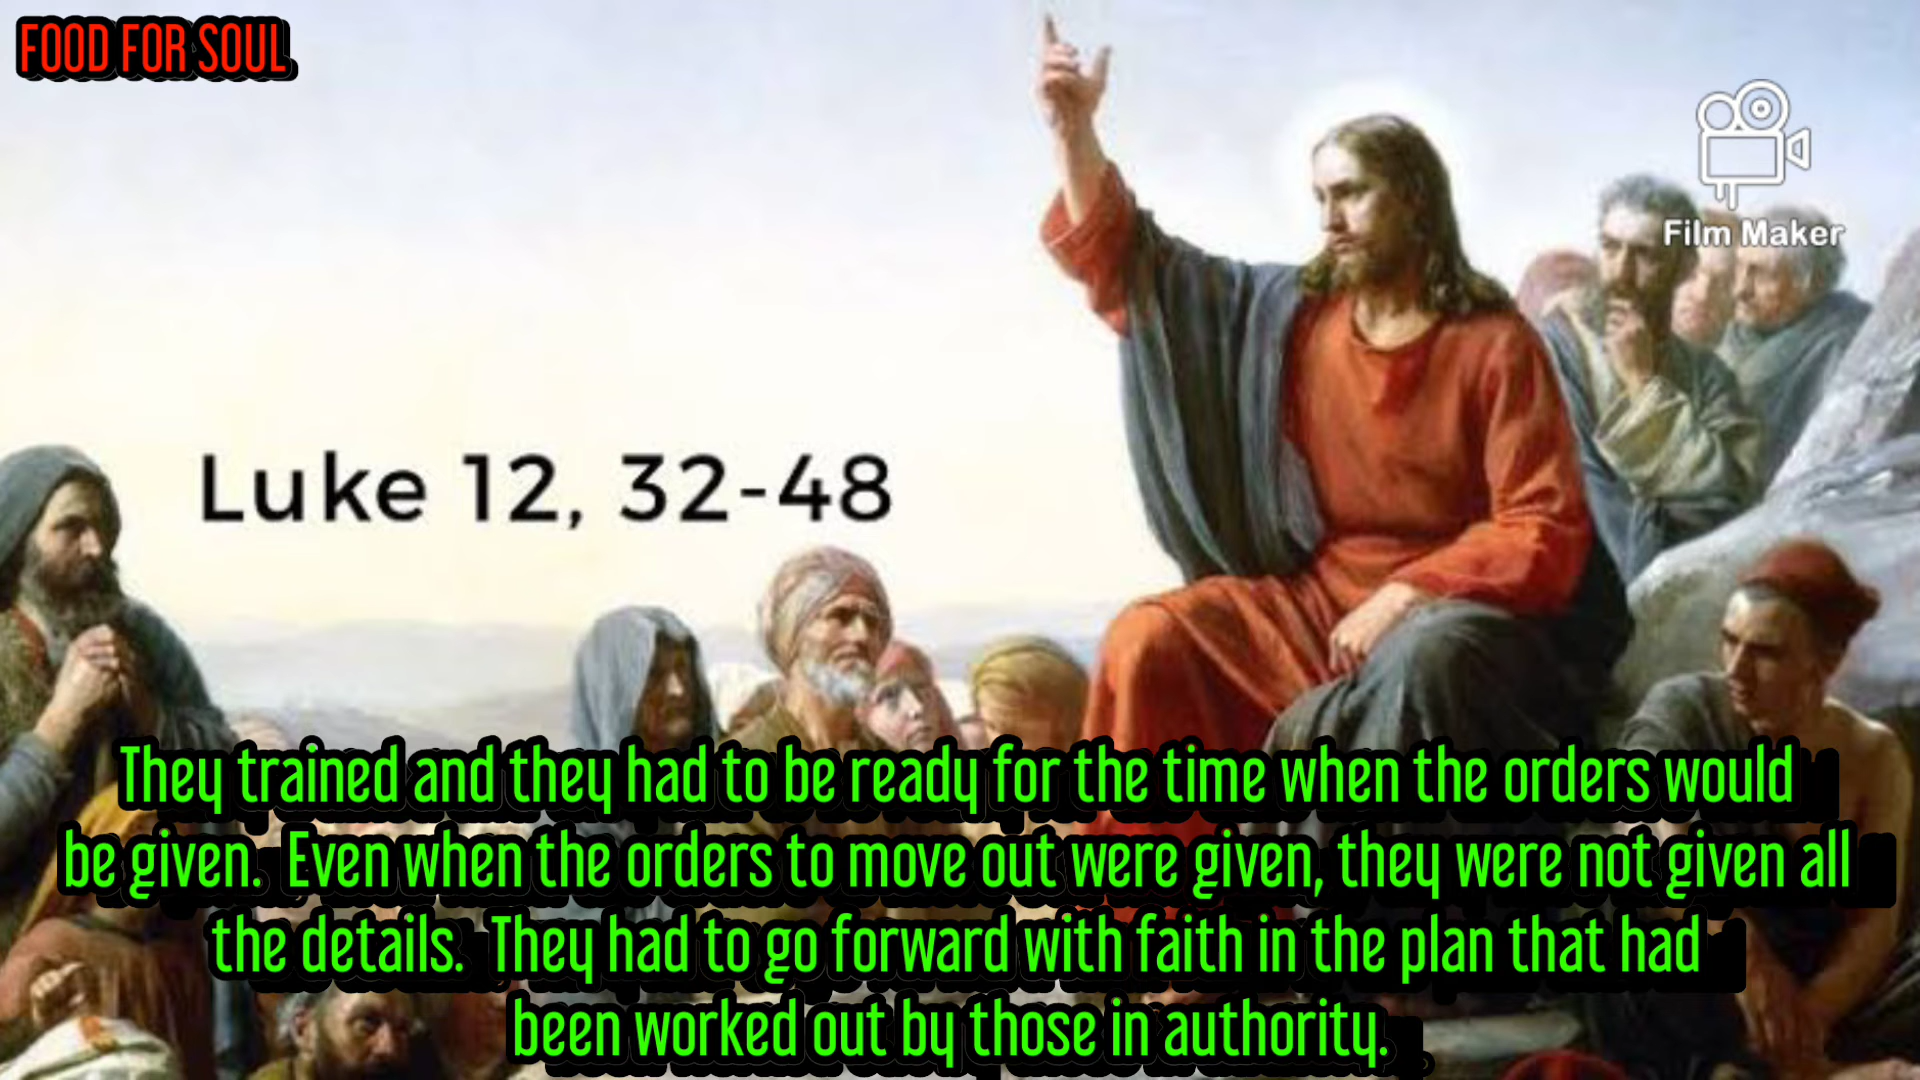 FOOD FOR SOUL
Film Maker
Luke 12, 32-48
They trained and they had to be ready for the time when the orders would
be given. Even when the orders to move out were given, they were not given all
the details. They had to go forward with faith in the plan that had
been worked out by those in authority.